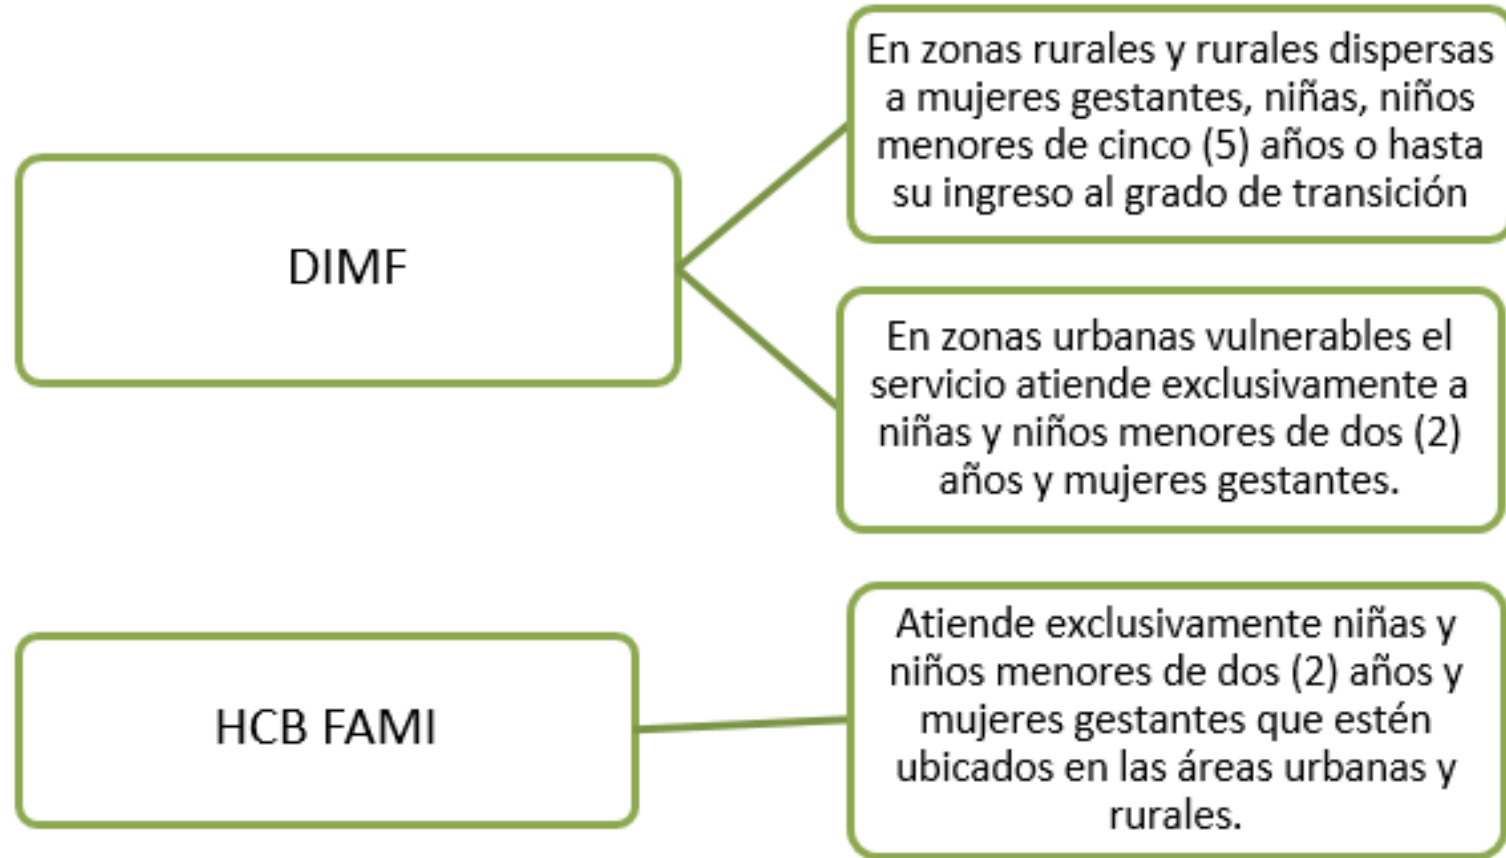 DIMF
En zonas rurales y rurales dispersas
a mujeres gestantes, niñas, niños
menores de cinco (5) años o hasta
su ingreso al grado de transición
En zonas urbanas vulnerables el
servicio atiende exclusivamente a
niñas y niños menores de dos (2)
años y mujeres gestantes.
HCB FAMI
Atiende exclusivamente niñas y
niños menores de dos (2) años y
mujeres gestantes que estén
ubicados en las áreas urbanas y
rurales.